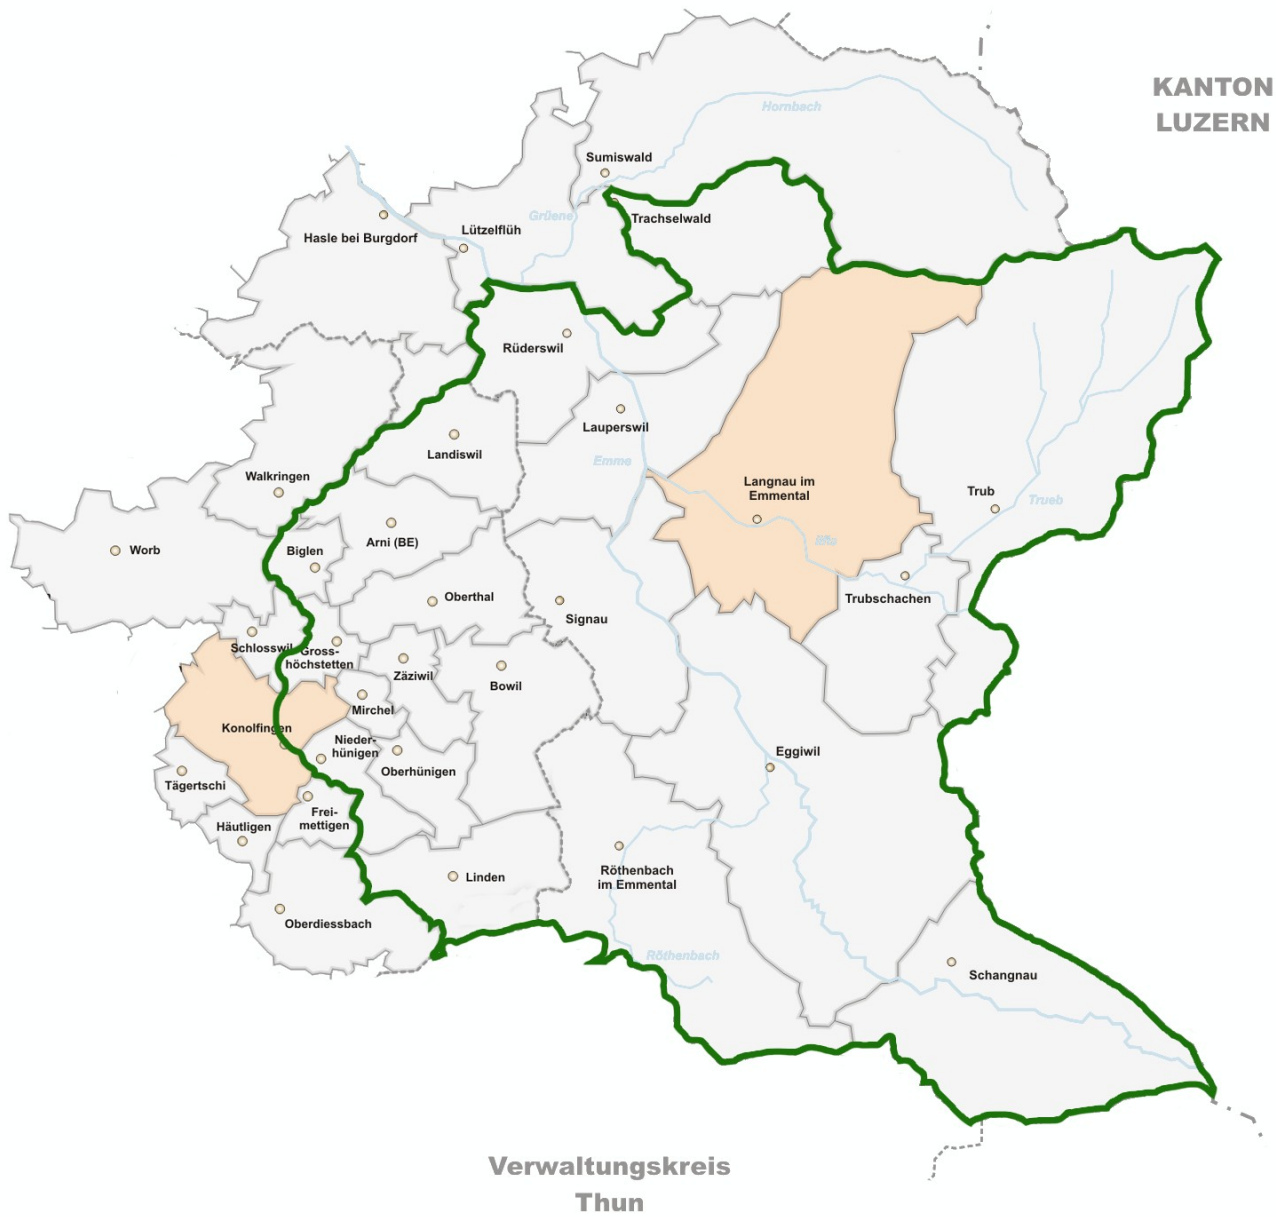 KANTON
LUZERN
Hornbach
Sumiswald
Grüene
Trachselwald
Hasle bei Burgdorf
Lützelflüh
Rüderswil
Lauperswil
Landiswil
Emme
Walkringen
Langnau im
Emmental
Trub
Trueb
Worb
Biglen
Arni (BE)
Ilfis
Trubschachen
Oberthal
Signau
Schlosswil
Gross-
höchstetten
Zäziwil
Bowil
Mirchel
Konolfingen
Nieder-
hünigen
Oberhünigen
Eggiwil
Tägertschi
Häutligen
Frei-
mettigen
Röthenbach
im Emmental
Linden
Oberdiessbach
Röthenbach
Schangnau
Verwaltungskreis
Thun